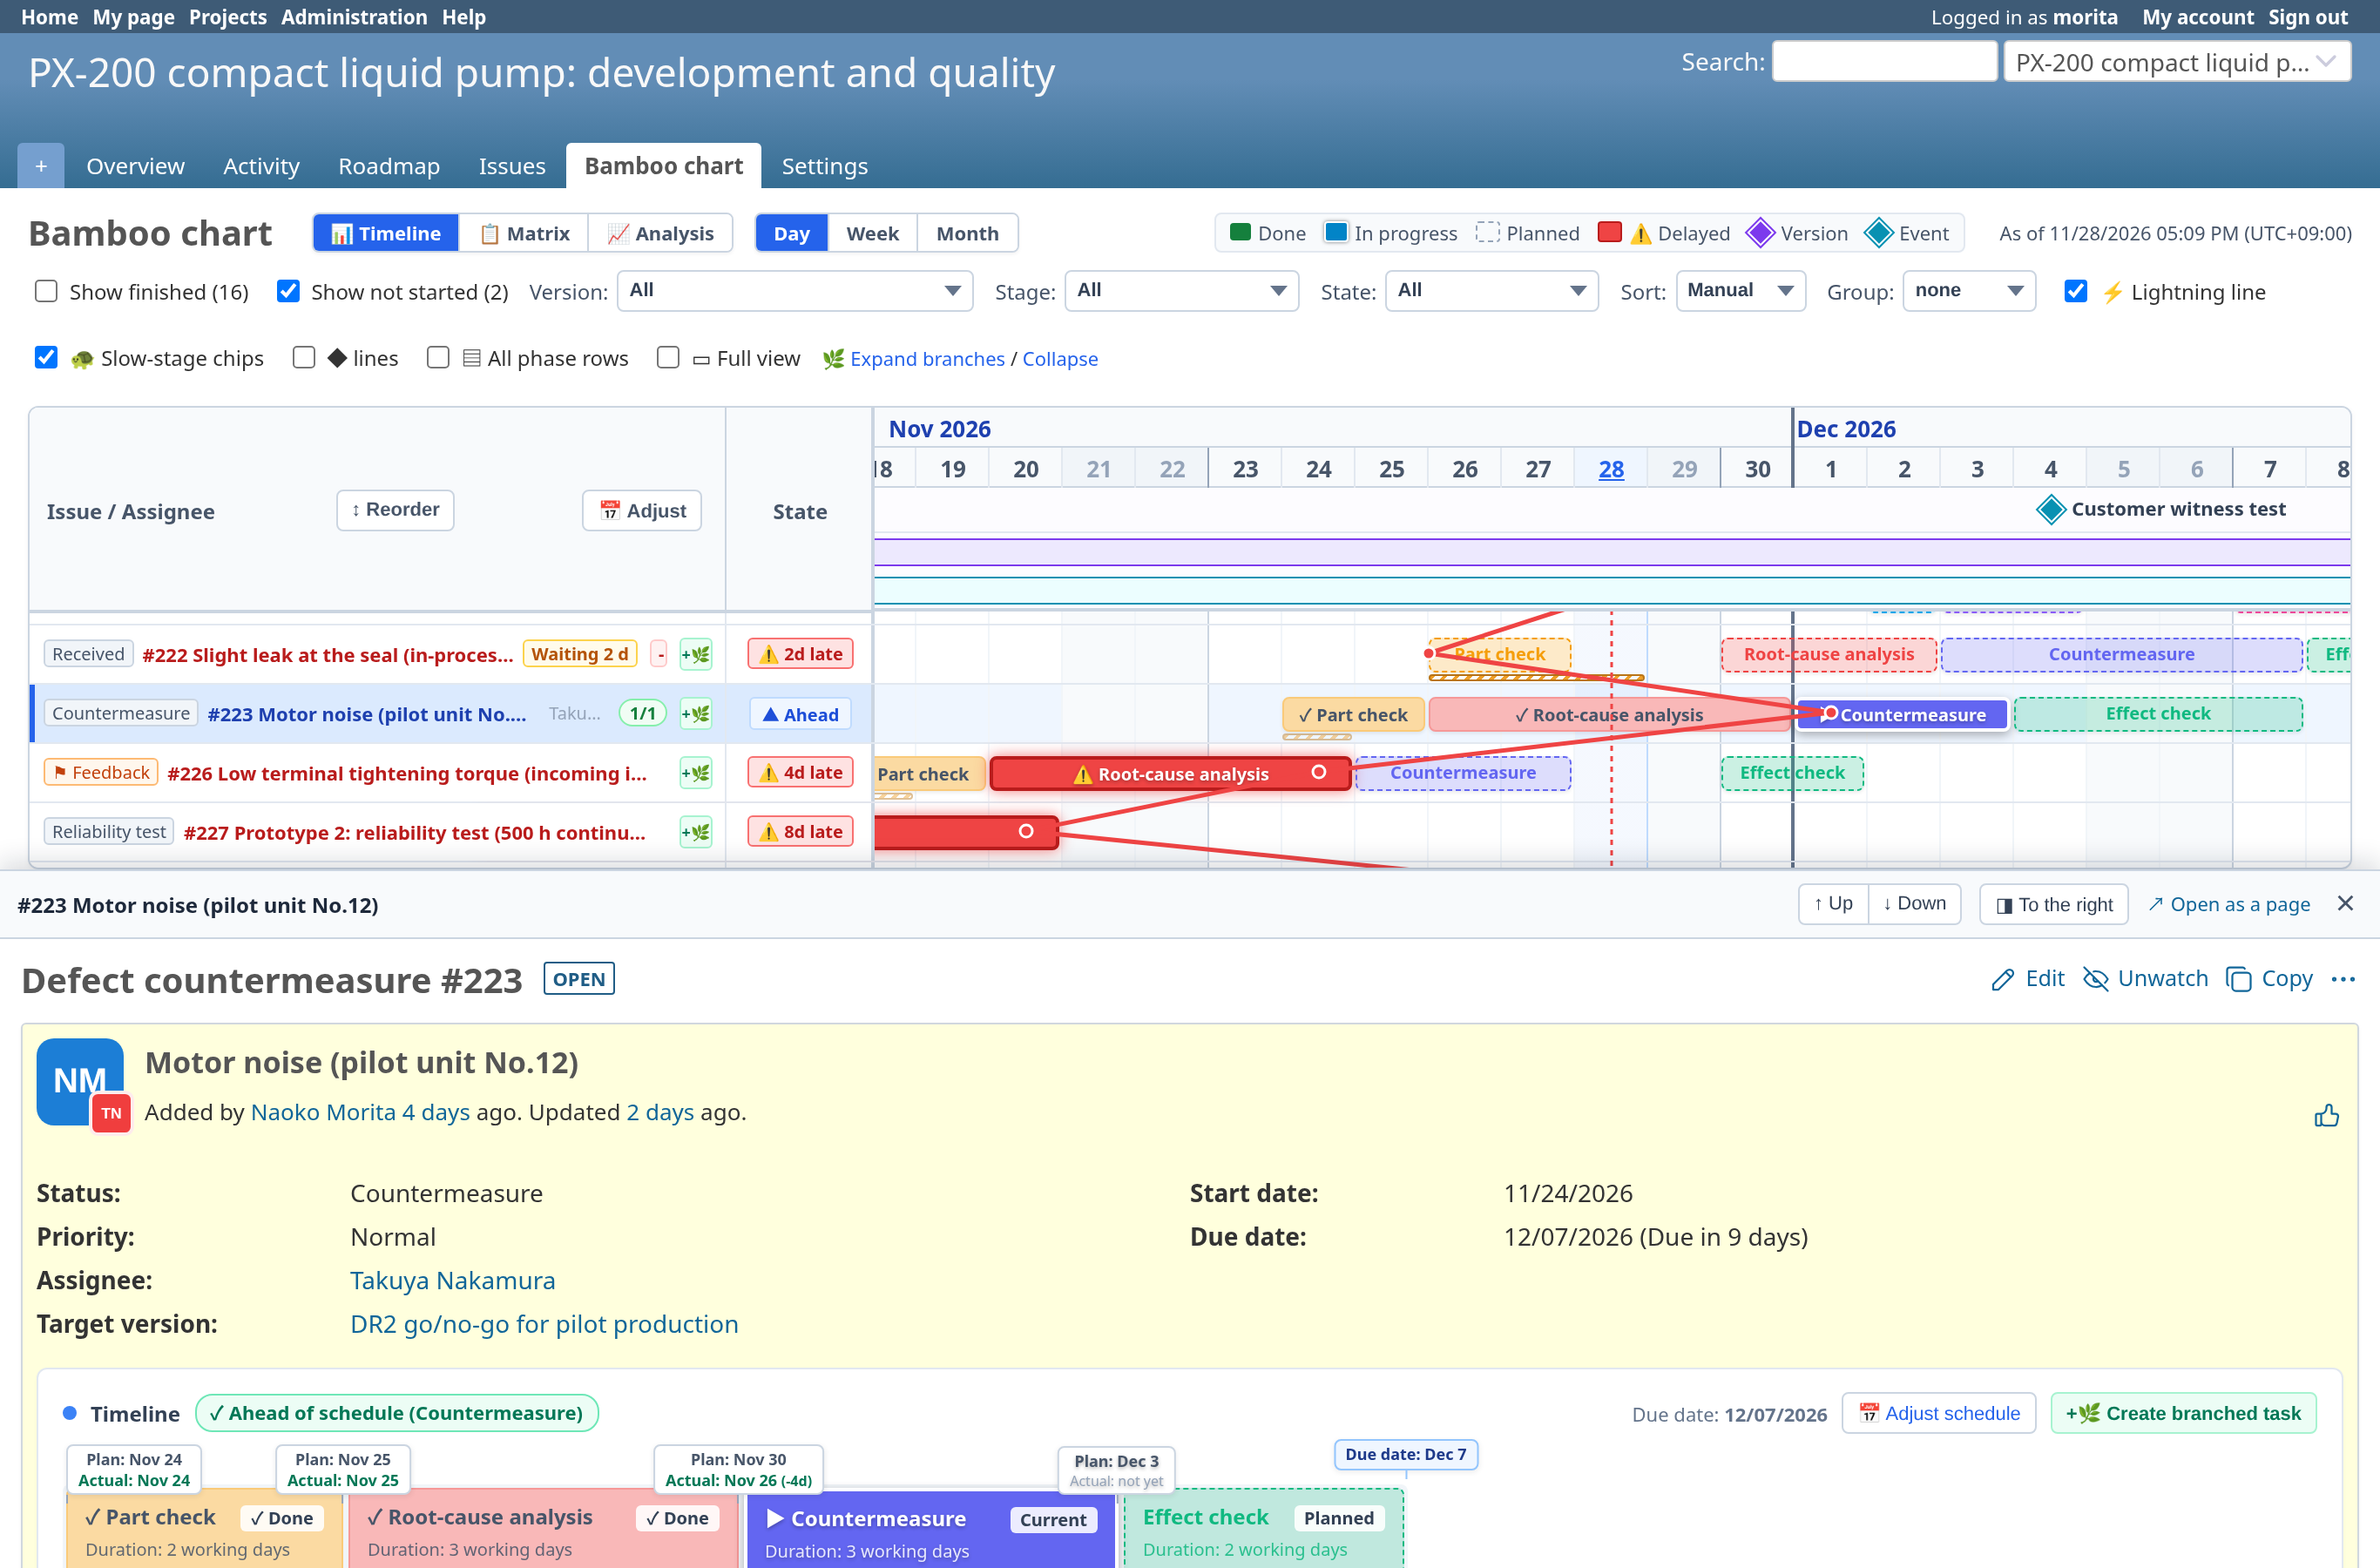 Home My page Projects Administration Help Logged in as morita My account Sign out
PX-200 compact liquid pump: development and quality Search: PX-200 compact liquid p...
+ Overview Activity Roadmap Issues Bamboo chart Settings
Bamboo chart 📊 Timeline 📋 Matrix 📈 Analysis Day Week Month Done In progress Planned ⚠️ Delayed Version Event As of 11/28/2026 05:09 PM (UTC+09:00)
Show finished (16) Show not started (2) Version: All Stage: All State: All Sort: Manual Group: none ⚡ Lightning line
🐢 Slow-stage chips ◆ lines ▤ All phase rows ▭ Full view 🌿 Expand branches / Collapse
Nov 2026 Dec 2026
18 19 20 21 22 23 24 25 26 27 28 29 30 1 2 3 4 5 6 7 8
Issue / Assignee ↕ Reorder 📅 Adjust State
Customer witness test
Received #222 Slight leak at the seal (in-proces... Waiting 2 d - +🌿 ⚠️ 2d late Part check Root-cause analysis Countermeasure Eff
Countermeasure #223 Motor noise (pilot unit No.... Taku... 1/1 +🌿 ▲ Ahead ✓ Part check ✓ Root-cause analysis Countermeasure Effect check
⚑ Feedback #226 Low terminal tightening torque (incoming i... +🌿 ⚠️ 4d late Part check ⚠️ Root-cause analysis Countermeasure Effect check
Reliability test #227 Prototype 2: reliability test (500 h continu... +🌿 ⚠️ 8d late
#223 Motor noise (pilot unit No.12) ↑ Up ↓ Down ◨ To the right ↗ Open as a page ✕
Defect countermeasure #223 OPEN Edit Unwatch Copy ...
NM TN Motor noise (pilot unit No.12)
Added by Naoko Morita 4 days ago. Updated 2 days ago.
Status: Countermeasure Start date: 11/24/2026
Priority: Normal Due date: 12/07/2026 (Due in 9 days)
Assignee: Takuya Nakamura
Target version: DR2 go/no-go for pilot production
Timeline ✓ Ahead of schedule (Countermeasure) Due date: 12/07/2026 📅 Adjust schedule +🌿 Create branched task
Plan: Nov 24 Plan: Nov 25 Plan: Nov 30 Plan: Dec 3 Due date: Dec 7
Actual: Nov 24 Actual: Nov 25 Actual: Nov 26 (-4d) Actual: not yet
✓ Part check ✓ Done ✓ Root-cause analysis ✓ Done ▶ Countermeasure Current Effect check Planned
Duration: 2 working days Duration: 3 working days Duration: 3 working days Duration: 2 working days